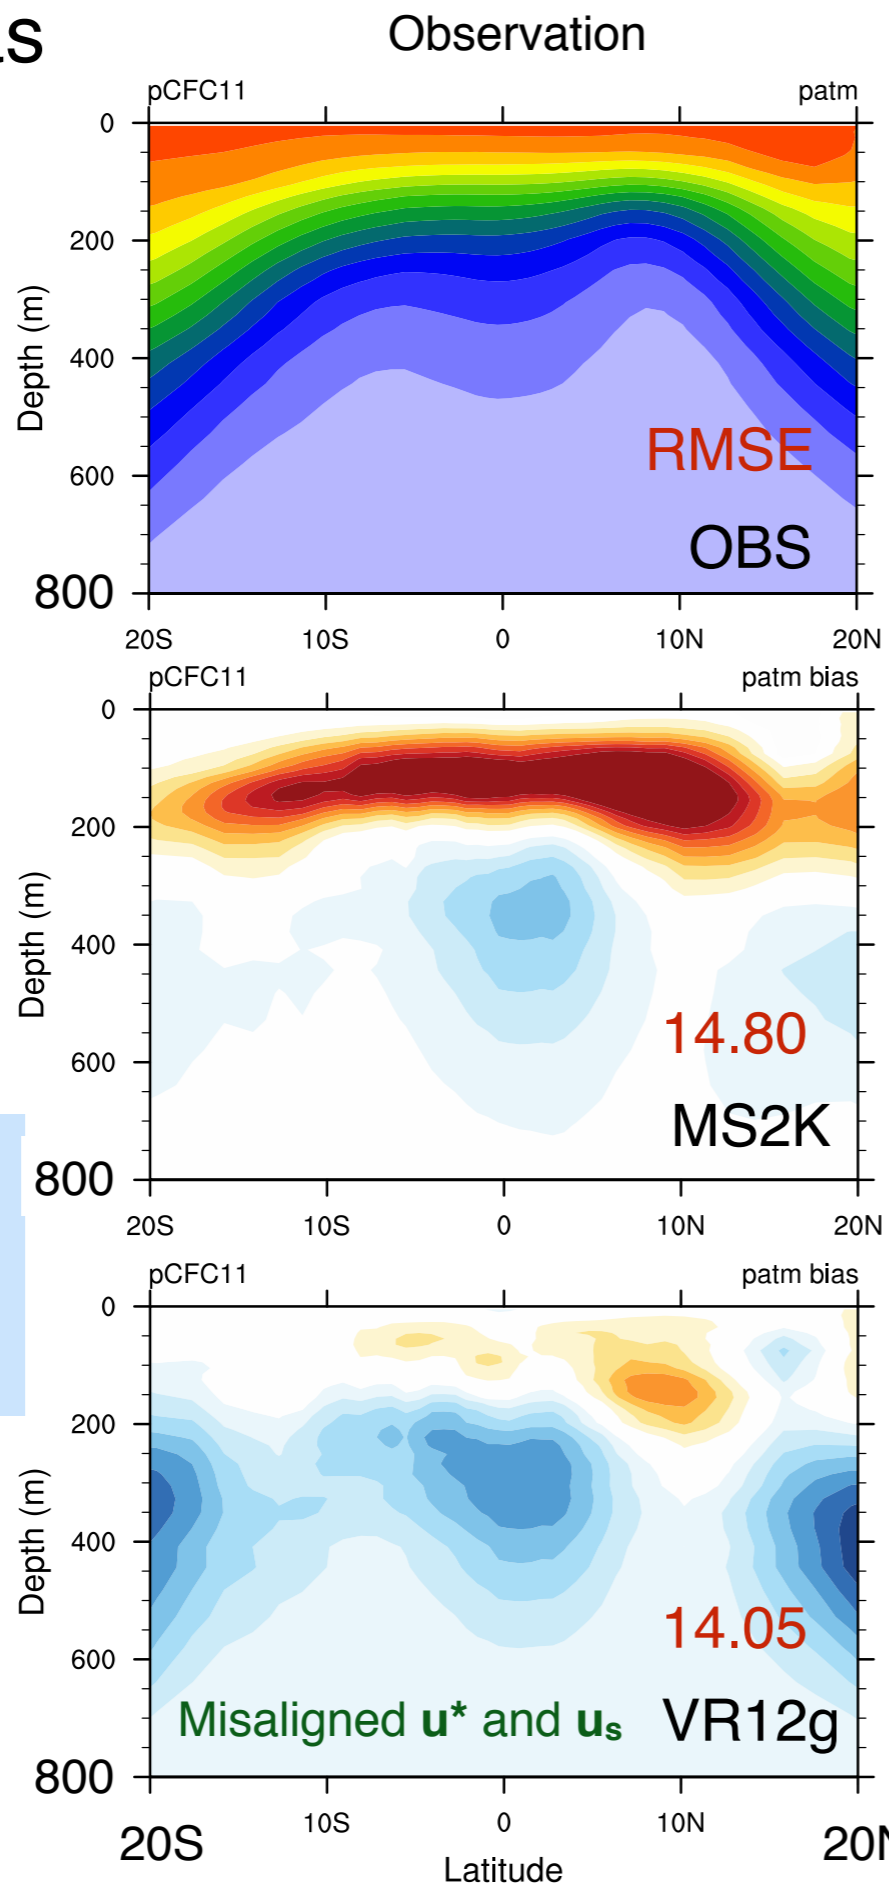 Observation
pCFC11 patm
0
200
400
600
800
Depth (m)
RMSE
OBS
20S 10S 0 10N 20N
pCFC11 patm bias
0
200
400
600
800
Depth (m)
14.80
MS2K
20S 10S 0 10N 20N
pCFC11 patm bias
0
200
400
600
800
Depth (m)
14.05
Misaligned u* and us VR12g
20S 10S 0 10N
Latitude